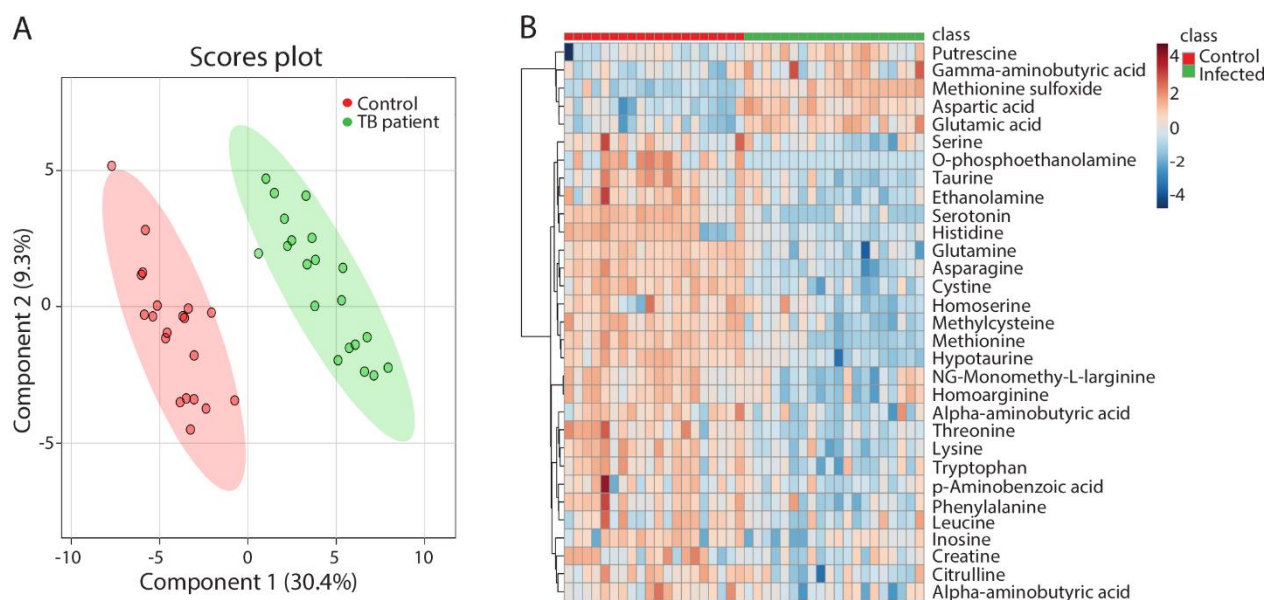 A
Scores plot
Control
TB patient
5
0
-5
-10
-5
0
5
10
Component 2 (9.3%)
Component 1 (30.4%)
B
class
Putrescine
Gamma-aminobutyric acid
Methionine sulfoxide
Aspartic acid
Glutamic acid
Serine
O-phosphoethanolamine
Taurine
Ethanolamine
Serotonin
Histidine
Glutamine
Asparagine
Cystine
Homoserine
Methylcysteine
Methionine
Hypotaurine
NG-Monomethy-L-larginine
Homoarginine
Alpha-aminobutyric acid
Threonine
Lysine
Tryptophan
p-Aminobenzoic acid
Phenylalanine
Leucine
Inosine
Creatine
Citrulline
Alpha-aminobutyric acid
4
2
0
-2
-4
class
Control
Infected